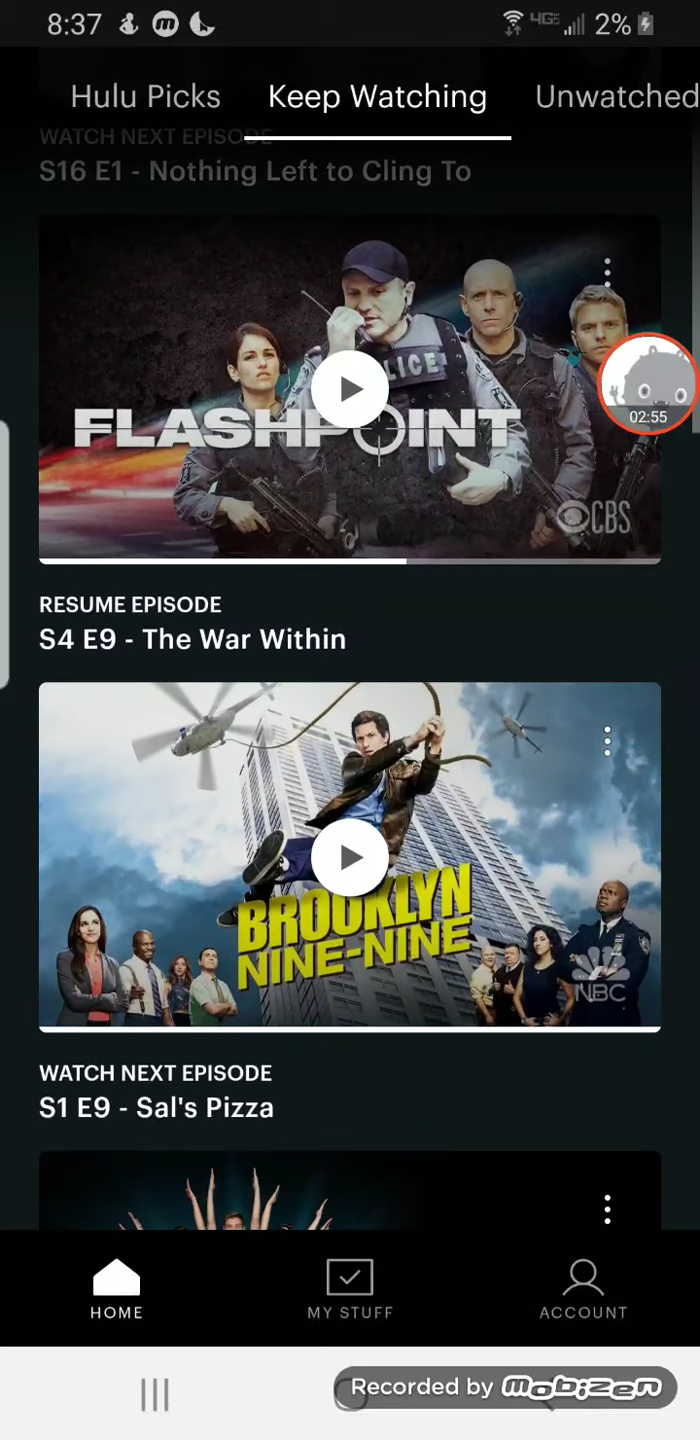 8:37 4G 2%
Hulu Picks Keep Watching Unwatched
WATCH NEXT EPISODE
S16 E1 - Nothing Left to Cling To
POLICE
FLASHPOINT
02:55
CBS
RESUME EPISODE
S4 E9 - The War Within
BROOKLYN
NINE-NINE
NBC
WATCH NEXT EPISODE
S1 E9 - Sal's Pizza
HOME MY STUFF ACCOUNT
Recorded by mobizen